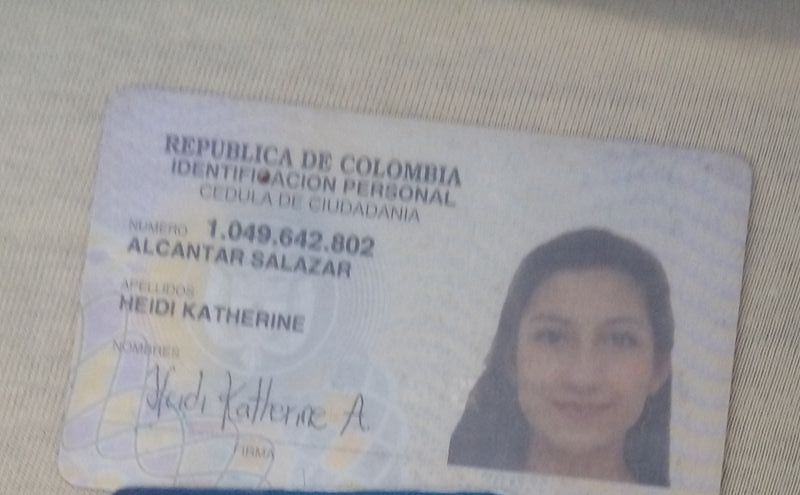 REPUBLICA DE COLOMBIA
IDENTIFICACION PERSONAL
CEDULA DE CIUDADANIA
NUMERO 1.049.642.802
ALCANTAR SALAZAR
APELLIDOS
HEIDI KATHERINE
NOMBRES
Heidi Katherine A.
FIRMA